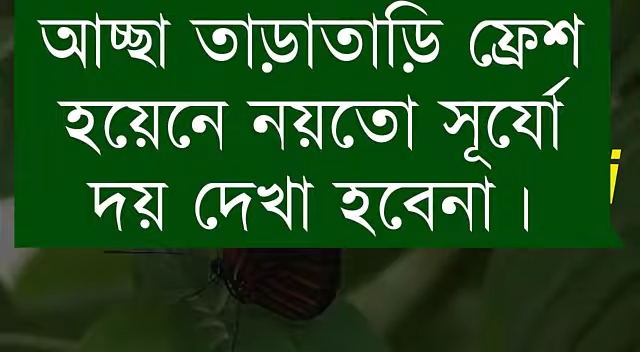 আচ্ছা তাড়াতাড়ি ফ্রেশ
হয়েনে নয়তো সূর্যো
দয় দেখা হবেনা।